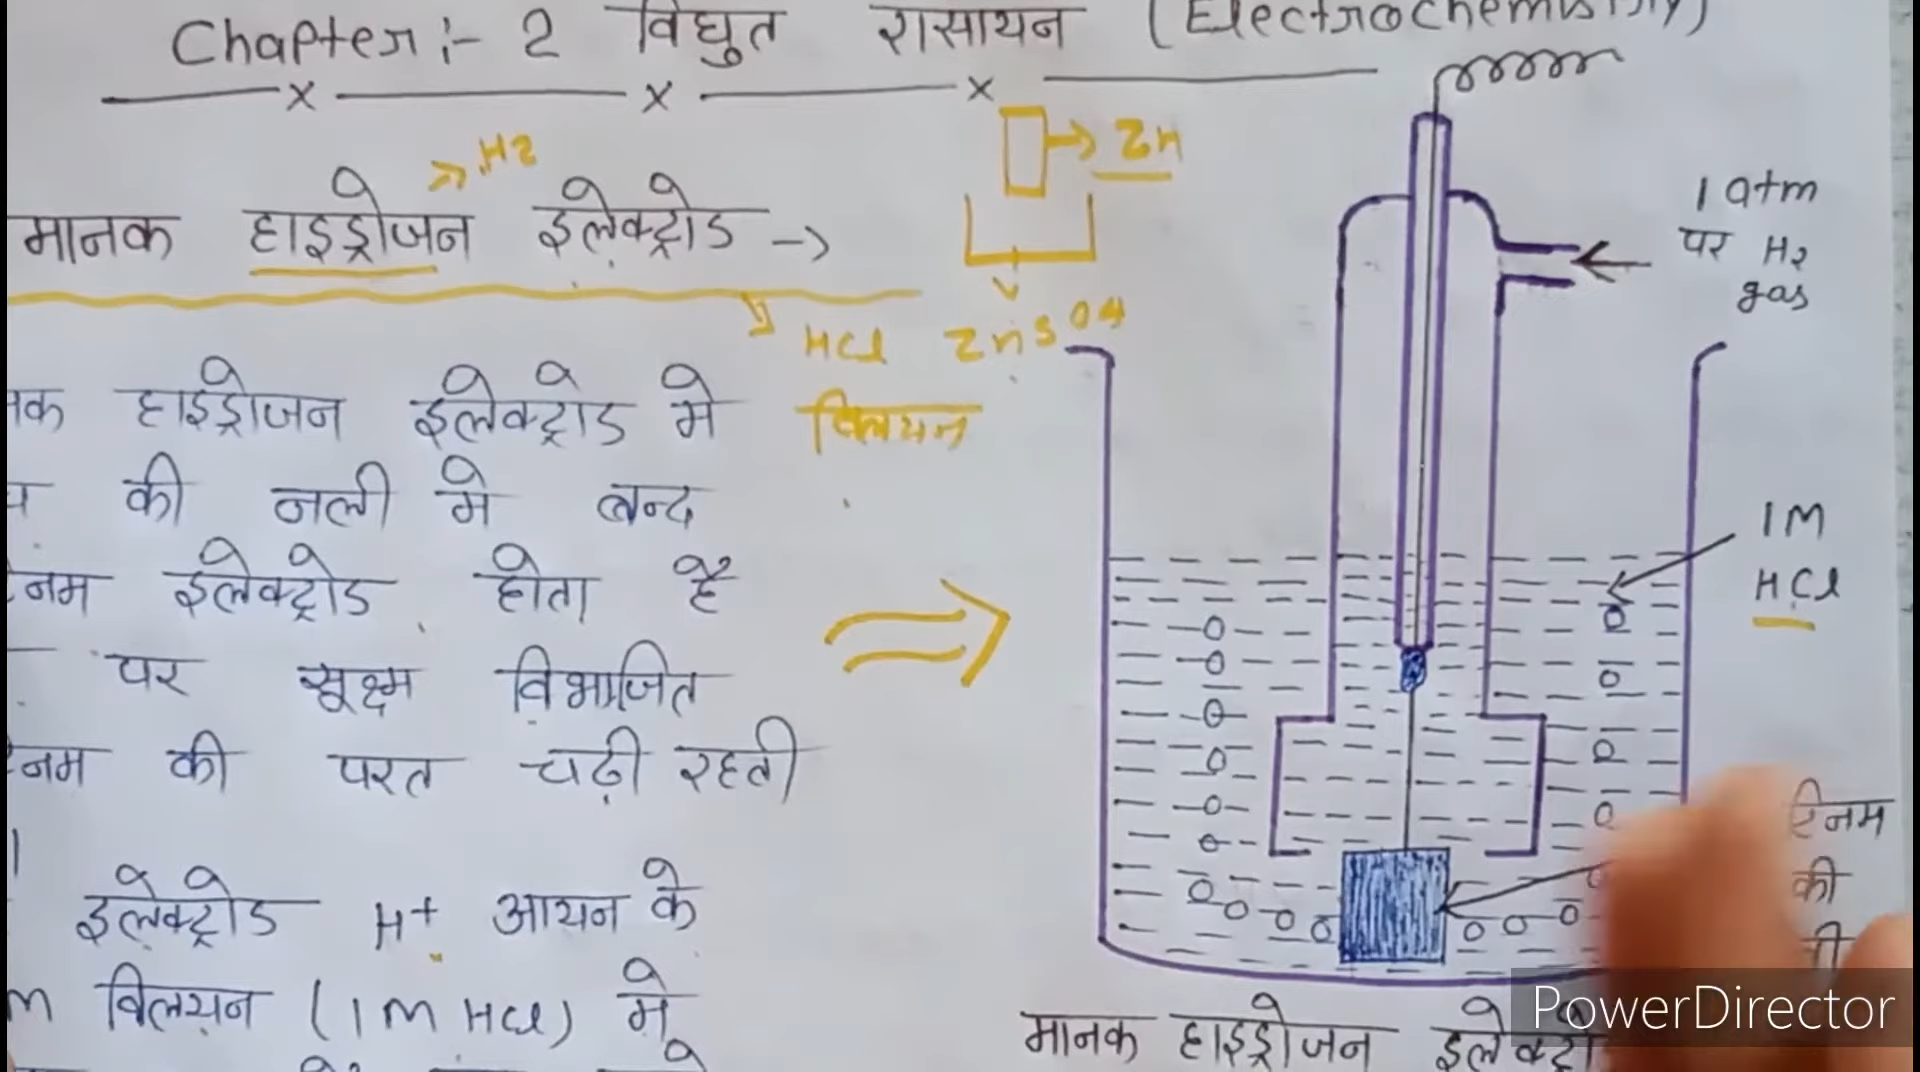 Chapter :- 2 विद्युत रासायन (Electrochemistry)
H2
Zn
मानक हाइड्रोजन इलेक्ट्रोड →
1 atm
पर H2
gas
HCl ZnSO4
विलयन
हाइड्रोजन इलेक्ट्रोड मे
की नली मे बन्द
इलेक्ट्रोड होता है
पर सूक्ष्म विभाजित
की परत चढ़ी रहती
1M
HCl
की
इलेक्ट्रोड H+ आयन के
विलयन (1M HCl) मे
मानक हाइड्रोजन
PowerDirector